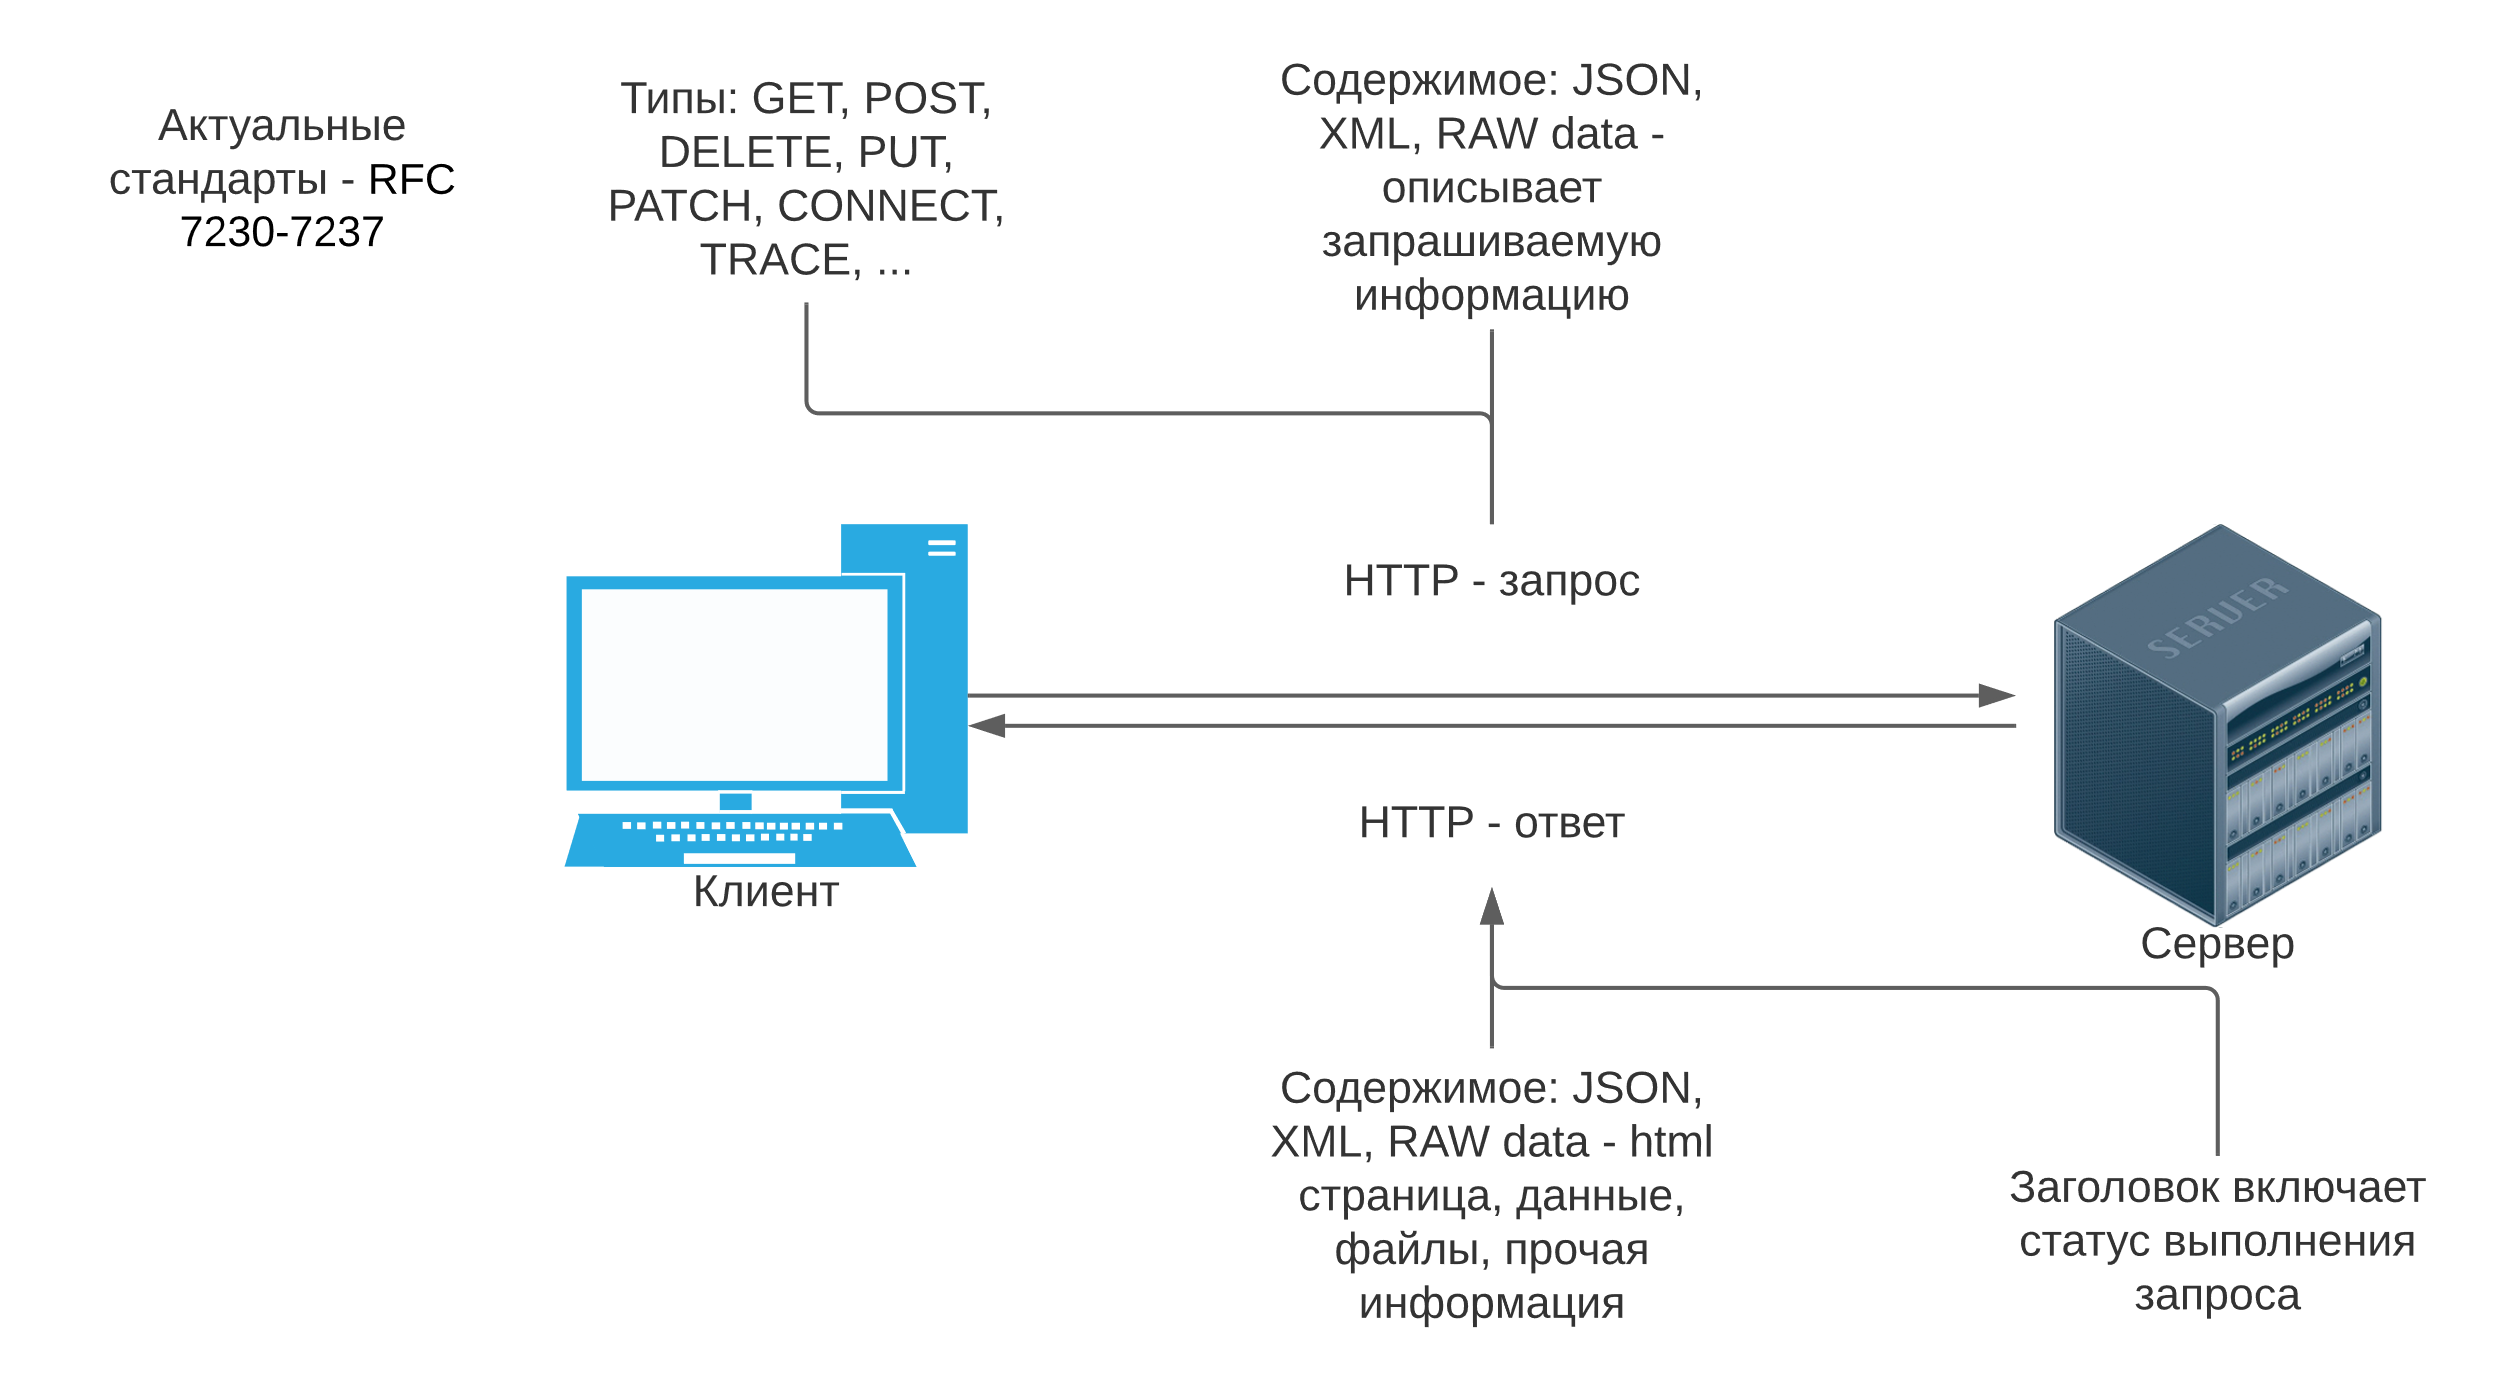 Актуальные
стандарты - RFC
7230-7237
Типы: GET, POST,
DELETE, PUT,
PATCH, CONNECT,
TRACE, ...
Содержимое: JSON,
XML, RAW data -
описывает
запрашиваемую
информацию
HTTP - запрос
SERVER
HTTP - ответ
Клиент
Сервер
Содержимое: JSON,
XML, RAW data - html
страница, данные,
файлы, прочая
информация
Заголовок включает
статус выполнения
запроса